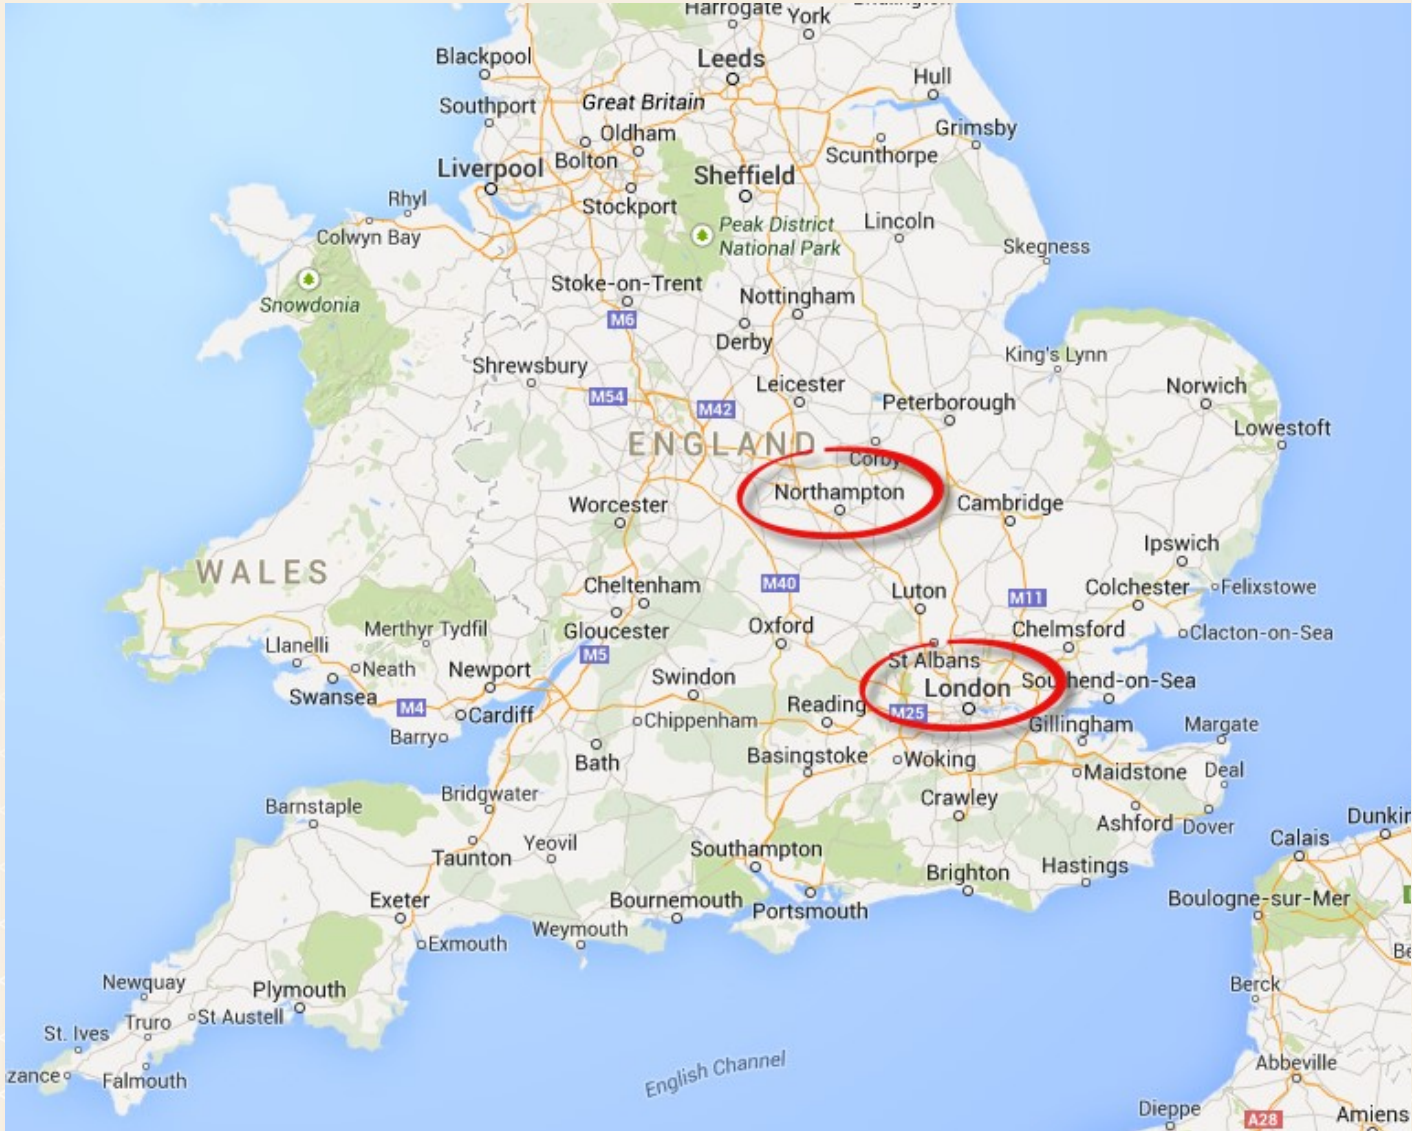 Harrogate
York
Blackpool
Leeds
Hull
Southport
Great Britain
Oldham
Grimsby
Bolton
Scunthorpe
Liverpool
Sheffield
Rhyl
Stockport
Colwyn Bay
Peak District
National Park
Lincoln
Skegness
Snowdonia
Stoke-on-Trent
Nottingham
M6
Derby
King's Lynn
Shrewsbury
Leicester
Norwich
M54
M42
Peterborough
Lowestoft
ENGLAND
Corby
Northampton
Worcester
Cambridge
Ipswich
WALES
Cheltenham
M40
Luton
M11
Colchester
Felixstowe
Merthyr Tydfil
Gloucester
Oxford
Chelmsford
Clacton-on-Sea
Llanelli
M5
St Albans
Neath
Newport
Swindon
London
Southend-on-Sea
Swansea
M4
Cardiff
Chippenham
Reading
M25
Gillingham
Margate
Barry
Bath
Basingstoke
Woking
Maidstone
Deal
Barnstaple
Bridgwater
Crawley
Ashford
Dover
Calais
Taunton
Yeovil
Southampton
Brighton
Hastings
Exeter
Bournemouth
Portsmouth
Boulogne-sur-Mer
Exmouth
Weymouth
Newquay
Plymouth
Berck
St. Ives
Truro
St Austell
zance
Falmouth
English Channel
Abbeville
Dieppe
A28
Amiens